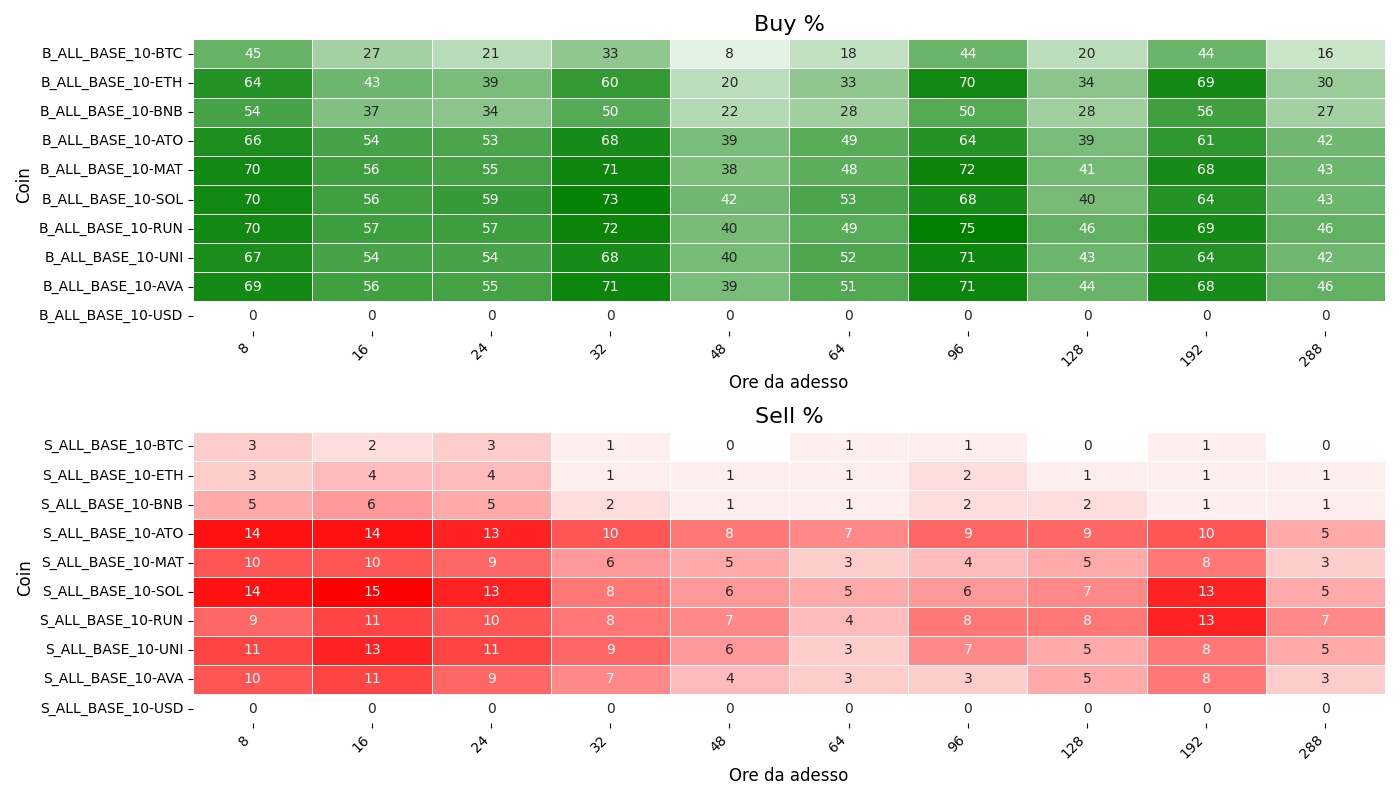 Buy %
Coin
B_ALL_BASE_10-BTC 45 27 21 33 8 18 44 20 44 16
B_ALL_BASE_10-ETH 64 43 39 60 20 33 70 34 69 30
B_ALL_BASE_10-BNB 54 37 34 50 22 28 50 28 56 27
B_ALL_BASE_10-ATO 66 54 53 68 39 49 64 39 61 42
B_ALL_BASE_10-MAT 70 56 55 71 38 48 72 41 68 43
B_ALL_BASE_10-SOL 70 56 59 73 42 53 68 40 64 43
B_ALL_BASE_10-RUN 70 57 57 72 40 49 75 46 69 46
B_ALL_BASE_10-UNI 67 54 54 68 40 52 71 43 64 42
B_ALL_BASE_10-AVA 69 56 55 71 39 51 71 44 68 46
B_ALL_BASE_10-USD 0 0 0 0 0 0 0 0 0 0
8 16 24 32 48 64 96 128 192 288
Ore da adesso
Sell %
Coin
S_ALL_BASE_10-BTC 3 2 3 1 0 1 1 0 1 0
S_ALL_BASE_10-ETH 3 4 4 1 1 1 2 1 1 1
S_ALL_BASE_10-BNB 5 6 5 2 1 1 2 2 1 1
S_ALL_BASE_10-ATO 14 14 13 10 8 7 9 9 10 5
S_ALL_BASE_10-MAT 10 10 9 6 5 3 4 5 8 3
S_ALL_BASE_10-SOL 14 15 13 8 6 5 6 7 13 5
S_ALL_BASE_10-RUN 9 11 10 8 7 4 8 8 13 7
S_ALL_BASE_10-UNI 11 13 11 9 6 3 7 5 8 5
S_ALL_BASE_10-AVA 10 11 9 7 4 3 3 5 8 3
S_ALL_BASE_10-USD 0 0 0 0 0 0 0 0 0 0
8 16 24 32 48 64 96 128 192 288
Ore da adesso